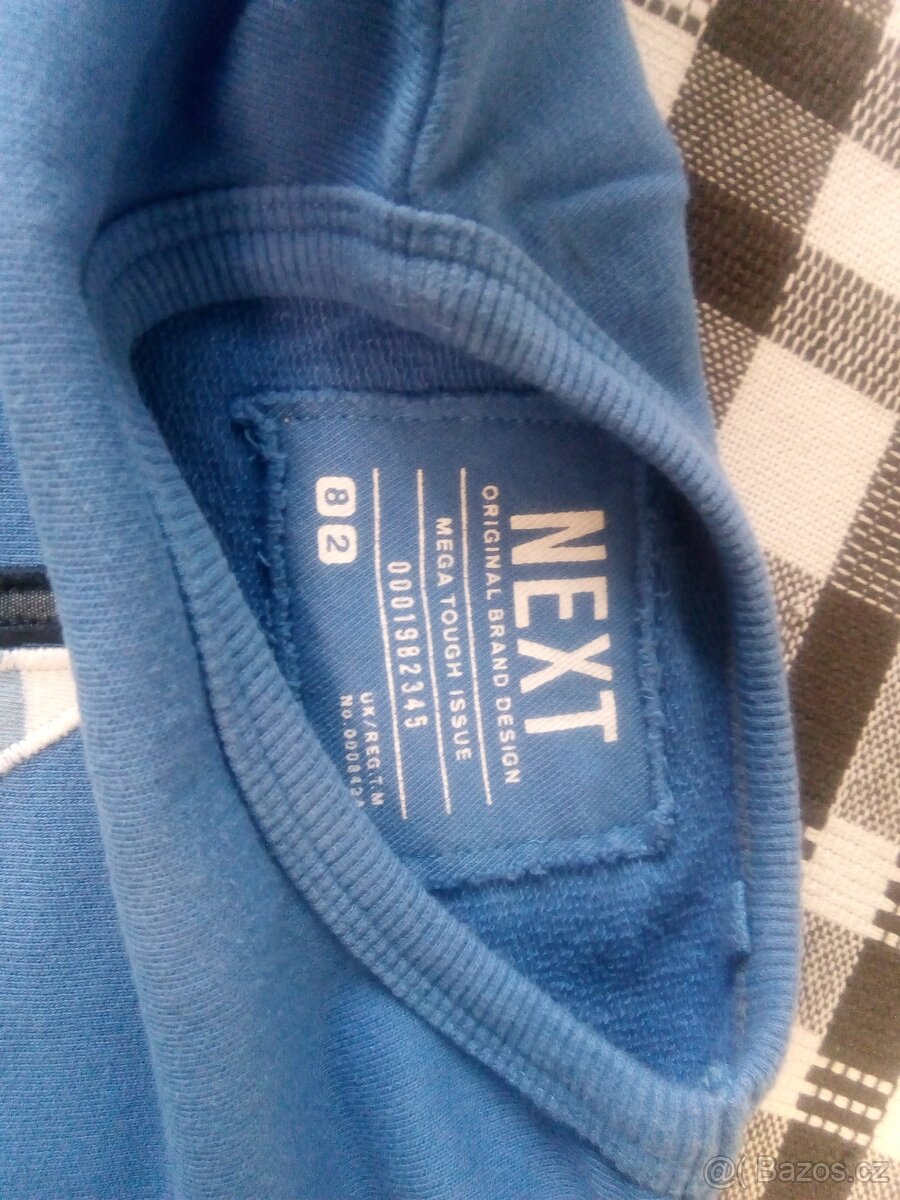 NEXT
ORIGINAL BRAND DESIGN
MEGA TOUGH ISSUE
0001982345
8 2
UK/REG.T.M
@( Bazos.cz